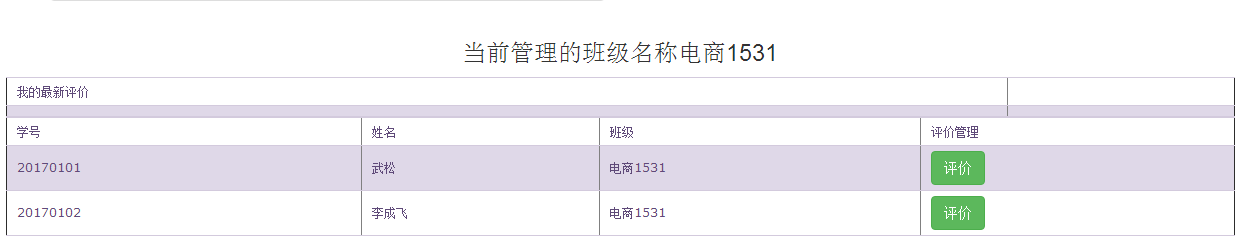 当前管理的班级名称电商1531
我的最新评价
学号 姓名 班级 评价管理
20170101 武松 电商1531 评价
20170102 李成飞 电商1531 评价